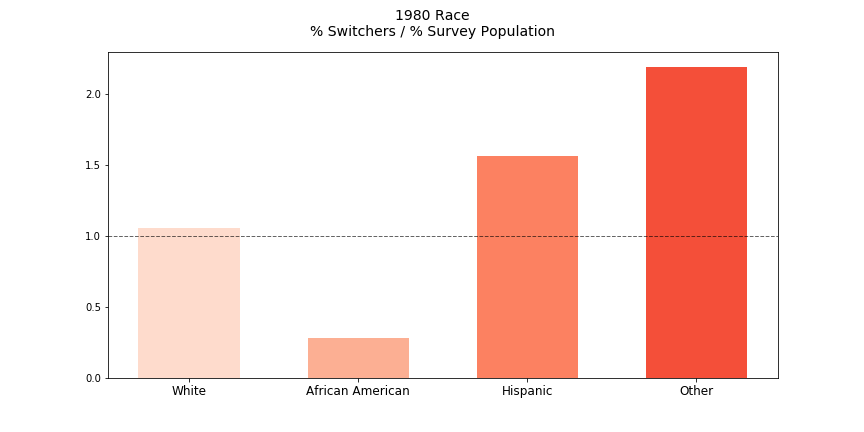 1980 Race
% Switchers / % Survey Population
2.0
1.5
1.0
0.5
0.0
White African American Hispanic Other